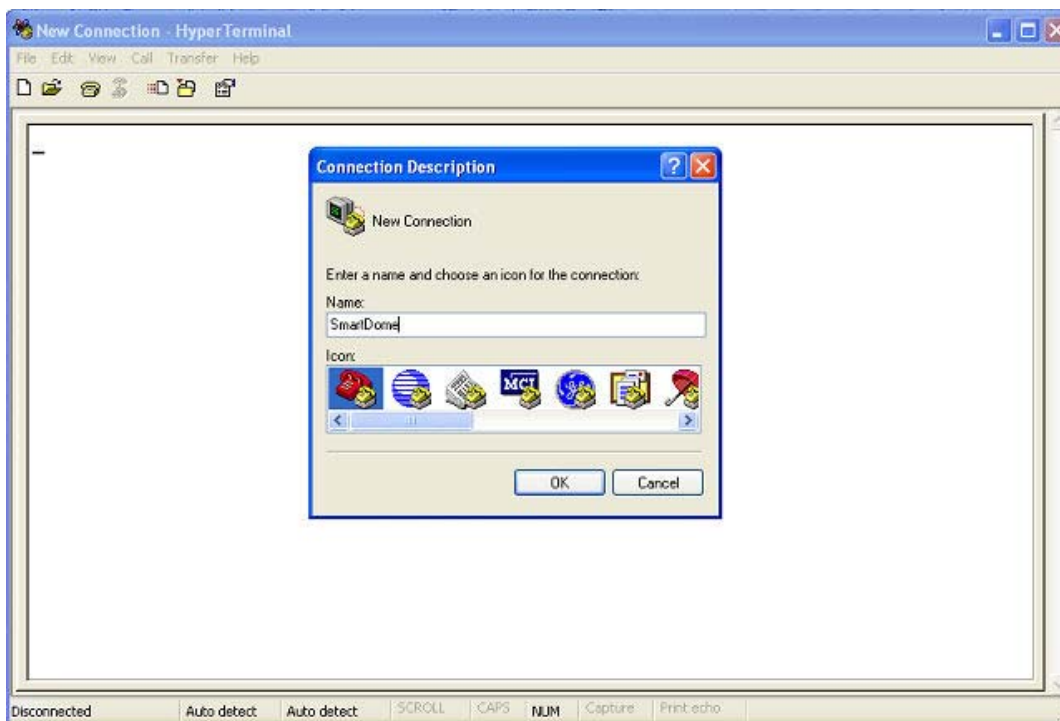 New Connection - HyperTerminal
File Edit View Call Transfer Help
Connection Description
New Connection
Enter a name and choose an icon for the connection:
Name:
SmartDome
Icon:
MCI
OK Cancel
Disconnected Auto detect Auto detect SCROLL CAPS NUM Capture Print echo